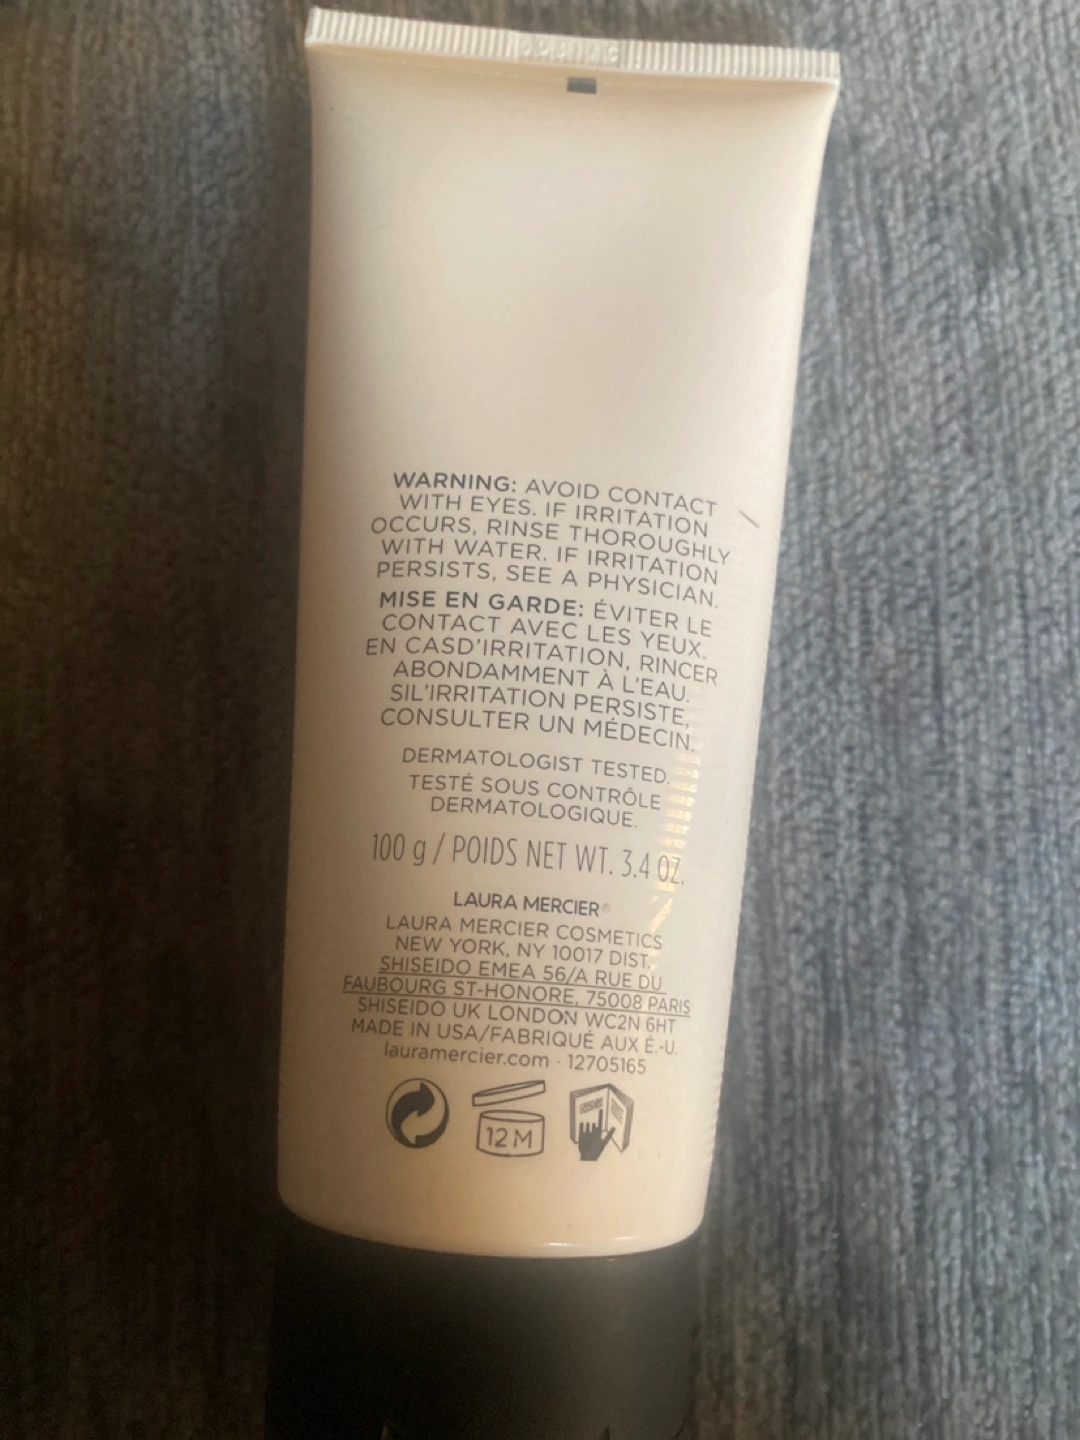 WARNING: AVOID CONTACT
WITH EYES. IF IRRITATION
OCCURS, RINSE THOROUGHLY
WITH WATER. IF IRRITATION
PERSISTS, SEE A PHYSICIAN.
MISE EN GARDE: ÉVITER LE
CONTACT AVEC LES YEUX.
EN CASD'IRRITATION, RINCER
ABONDAMMENT À L'EAU.
SIL'IRRITATION PERSISTE,
CONSULTER UN MÉDECIN.
DERMATOLOGIST TESTED.
TESTÉ SOUS CONTRÔLE
DERMATOLOGIQUE.
100 g / POIDS NET WT. 3.4 OZ.
LAURA MERCIER®
LAURA MERCIER COSMETICS
NEW YORK, NY 10017 DIST.
SHISEIDO EMEA 56/A RUE DU
FAUBOURG ST-HONORE, 75008 PARIS
SHISEIDO UK LONDON WC2N 6HT
MADE IN USA/FABRIQUÉ AUX É.-U.
lauramercier.com · 12705165
12 M